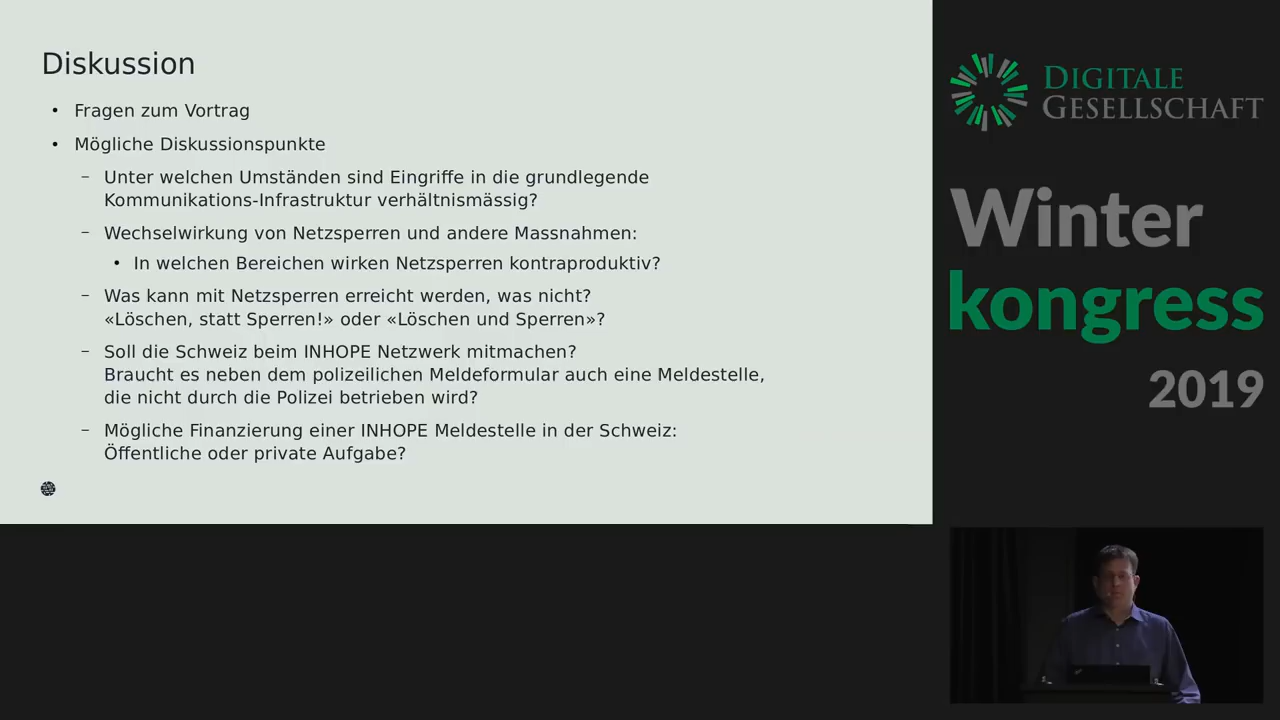 Diskussion
• Fragen zum Vortrag
• Mögliche Diskussionspunkte
– Unter welchen Umständen sind Eingriffe in die grundlegende
Kommunikations-Infrastruktur verhältnismässig?
– Wechselwirkung von Netzsperren und andere Massnahmen:
• In welchen Bereichen wirken Netzsperren kontraproduktiv?
– Was kann mit Netzsperren erreicht werden, was nicht?
«Löschen, statt Sperren!» oder «Löschen und Sperren»?
– Soll die Schweiz beim INHOPE Netzwerk mitmachen?
Braucht es neben dem polizeilichen Meldeformular auch eine Meldestelle,
die nicht durch die Polizei betrieben wird?
– Mögliche Finanzierung einer INHOPE Meldestelle in der Schweiz:
Öffentliche oder private Aufgabe?
DIGITALE
GESELLSCHAFT
Winter
kongress
2019